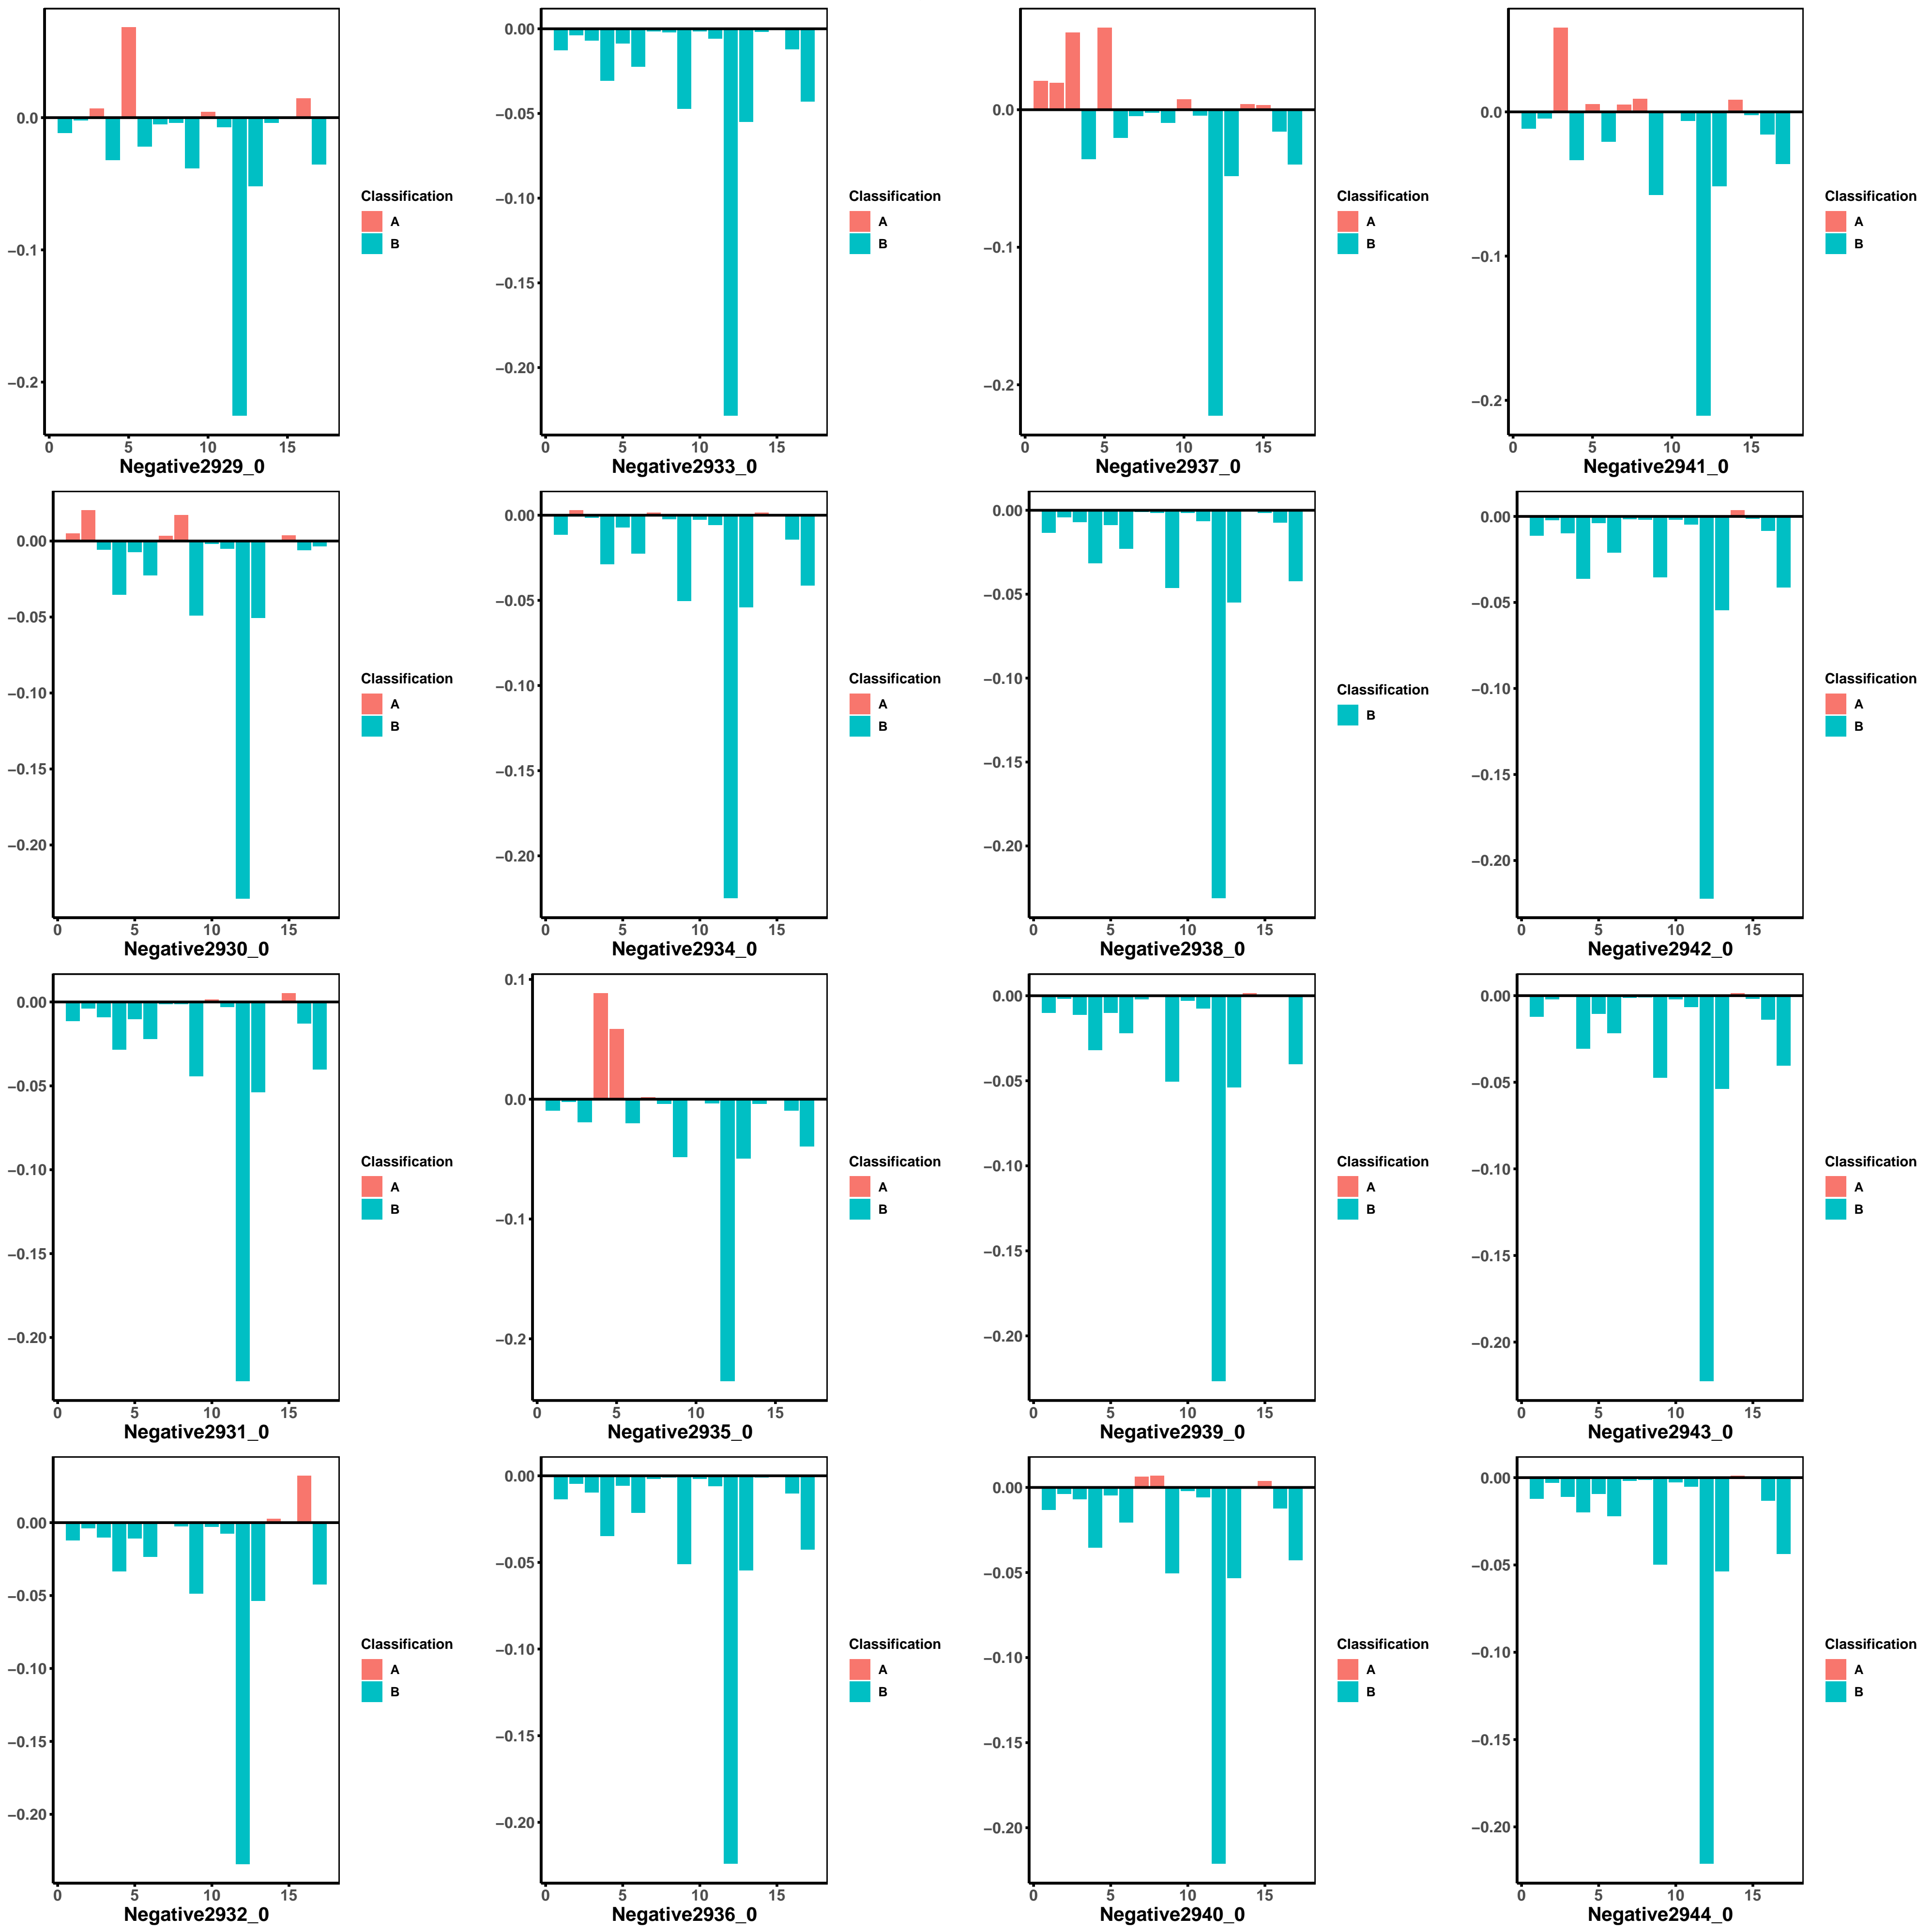 0.0
−0.1
−0.2
0 5 10 15
Negative2929_0
Classification
A
B
0.00
−0.05
−0.10
−0.15
−0.20
0 5 10 15
Negative2933_0
Classification
A
B
0.0
−0.1
−0.2
0 5 10 15
Negative2937_0
Classification
A
B
0.0
−0.1
−0.2
0 5 10 15
Negative2941_0
Classification
A
B
0.00
−0.05
−0.10
−0.15
−0.20
0 5 10 15
Negative2930_0
Classification
A
B
0.00
−0.05
−0.10
−0.15
−0.20
0 5 10 15
Negative2934_0
Classification
A
B
0.00
−0.05
−0.10
−0.15
−0.20
0 5 10 15
Negative2938_0
Classification
B
0.00
−0.05
−0.10
−0.15
−0.20
0 5 10 15
Negative2942_0
Classification
A
B
0.00
−0.05
−0.10
−0.15
−0.20
0 5 10 15
Negative2931_0
Classification
A
B
0.1
0.0
−0.1
−0.2
0 5 10 15
Negative2935_0
Classification
A
B
0.00
−0.05
−0.10
−0.15
−0.20
0 5 10 15
Negative2939_0
Classification
A
B
0.00
−0.05
−0.10
−0.15
−0.20
0 5 10 15
Negative2943_0
Classification
A
B
0.00
−0.05
−0.10
−0.15
−0.20
0 5 10 15
Negative2932_0
Classification
A
B
0.00
−0.05
−0.10
−0.15
−0.20
0 5 10 15
Negative2936_0
Classification
A
B
0.00
−0.05
−0.10
−0.15
−0.20
0 5 10 15
Negative2940_0
Classification
A
B
0.00
−0.05
−0.10
−0.15
−0.20
0 5 10 15
Negative2944_0
Classification
A
B